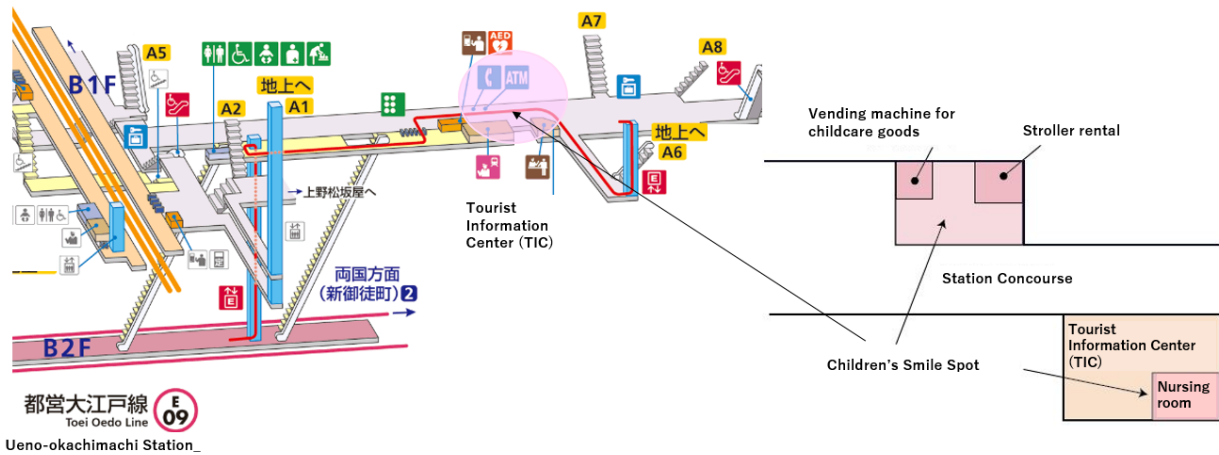 A7
AED
A8
A5
B1F
ATM
地上へ
A1
A2
地上へ
A6
E
上野松坂屋へ
Tourist
Information
Center (TIC)
両国方面
(新御徒町)2
E
B2F
都営大江戸線
Toei Oedo Line
E
09
Ueno-okachimachi Station_
Vending machine for
childcare goods
Stroller rental
Station Concourse
Children's Smile Spot
Tourist
Information Center
(TIC)
Nursing
room